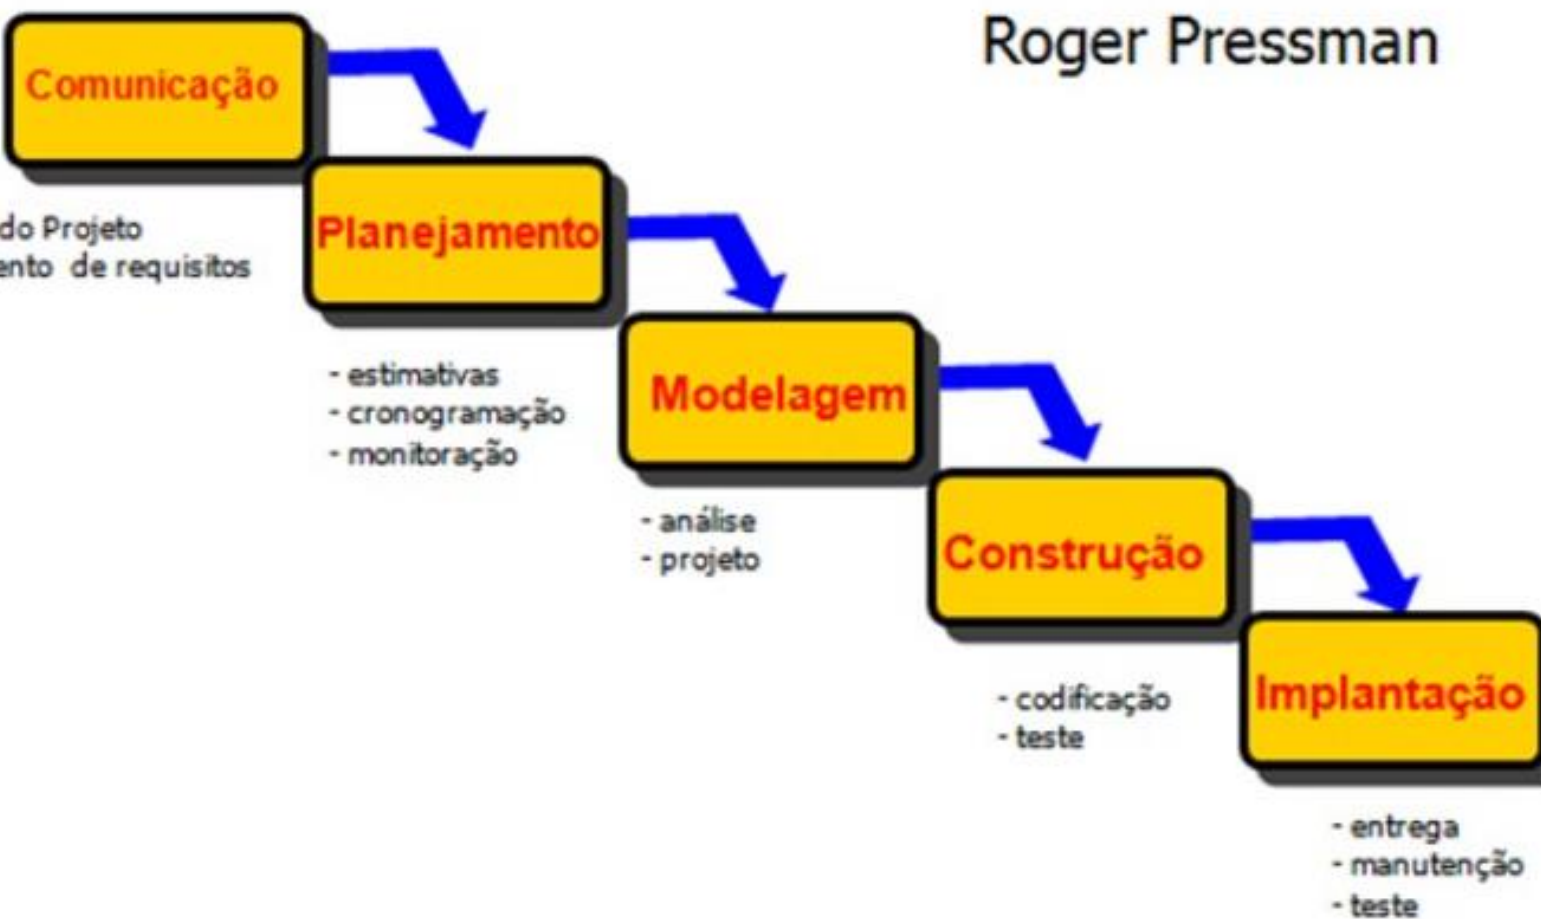 Roger Pressman
Comunicação
do Projeto
de requisitos
Planejamento
- estimativas
- cronogramação
- monitoração
Modelagem
- análise
- projeto
Construção
- codificação
- teste
Implantação
- entrega
- manutenção
- teste